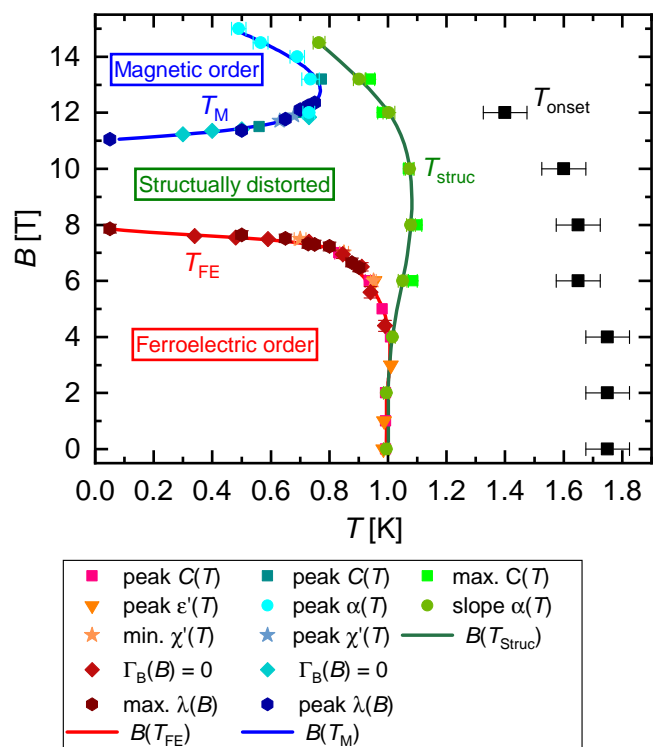 14
12
10
8
6
4
2
0
B [T]
Magnetic order
T_M
T_onset
Structually distorted
T_struc
T_FE
Ferroelectric order
0.0 0.2 0.4 0.6 0.8 1.0 1.2 1.4 1.6 1.8
T [K]
peak C(T) peak C(T) max. C(T)
peak ε'(T) peak α(T) slope α(T)
min. χ'(T) peak χ'(T) B(T_Struc)
Γ_B(B) = 0 Γ_B(B) = 0
max. λ(B) peak λ(B)
B(T_FE) B(T_M)